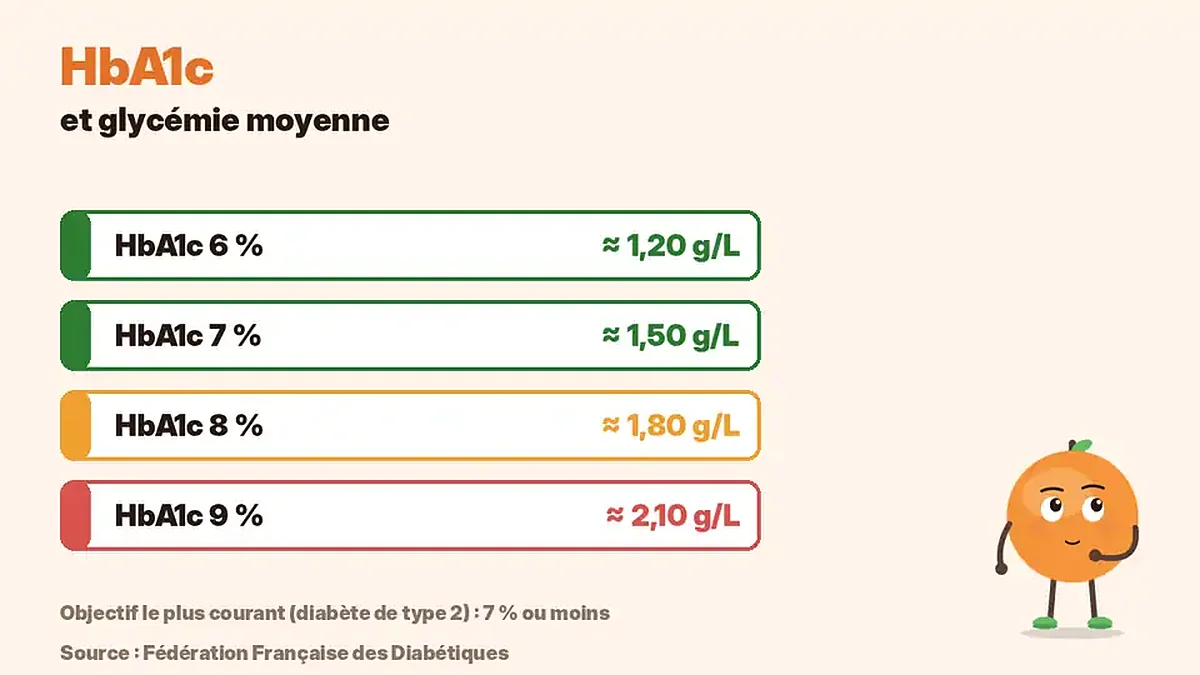 HbA1c
et glycémie moyenne
HbA1c 6 % ≈ 1,20 g/L
HbA1c 7 % ≈ 1,50 g/L
HbA1c 8 % ≈ 1,80 g/L
HbA1c 9 % ≈ 2,10 g/L
Objectif le plus courant (diabète de type 2) : 7 % ou moins
Source : Fédération Française des Diabétiques